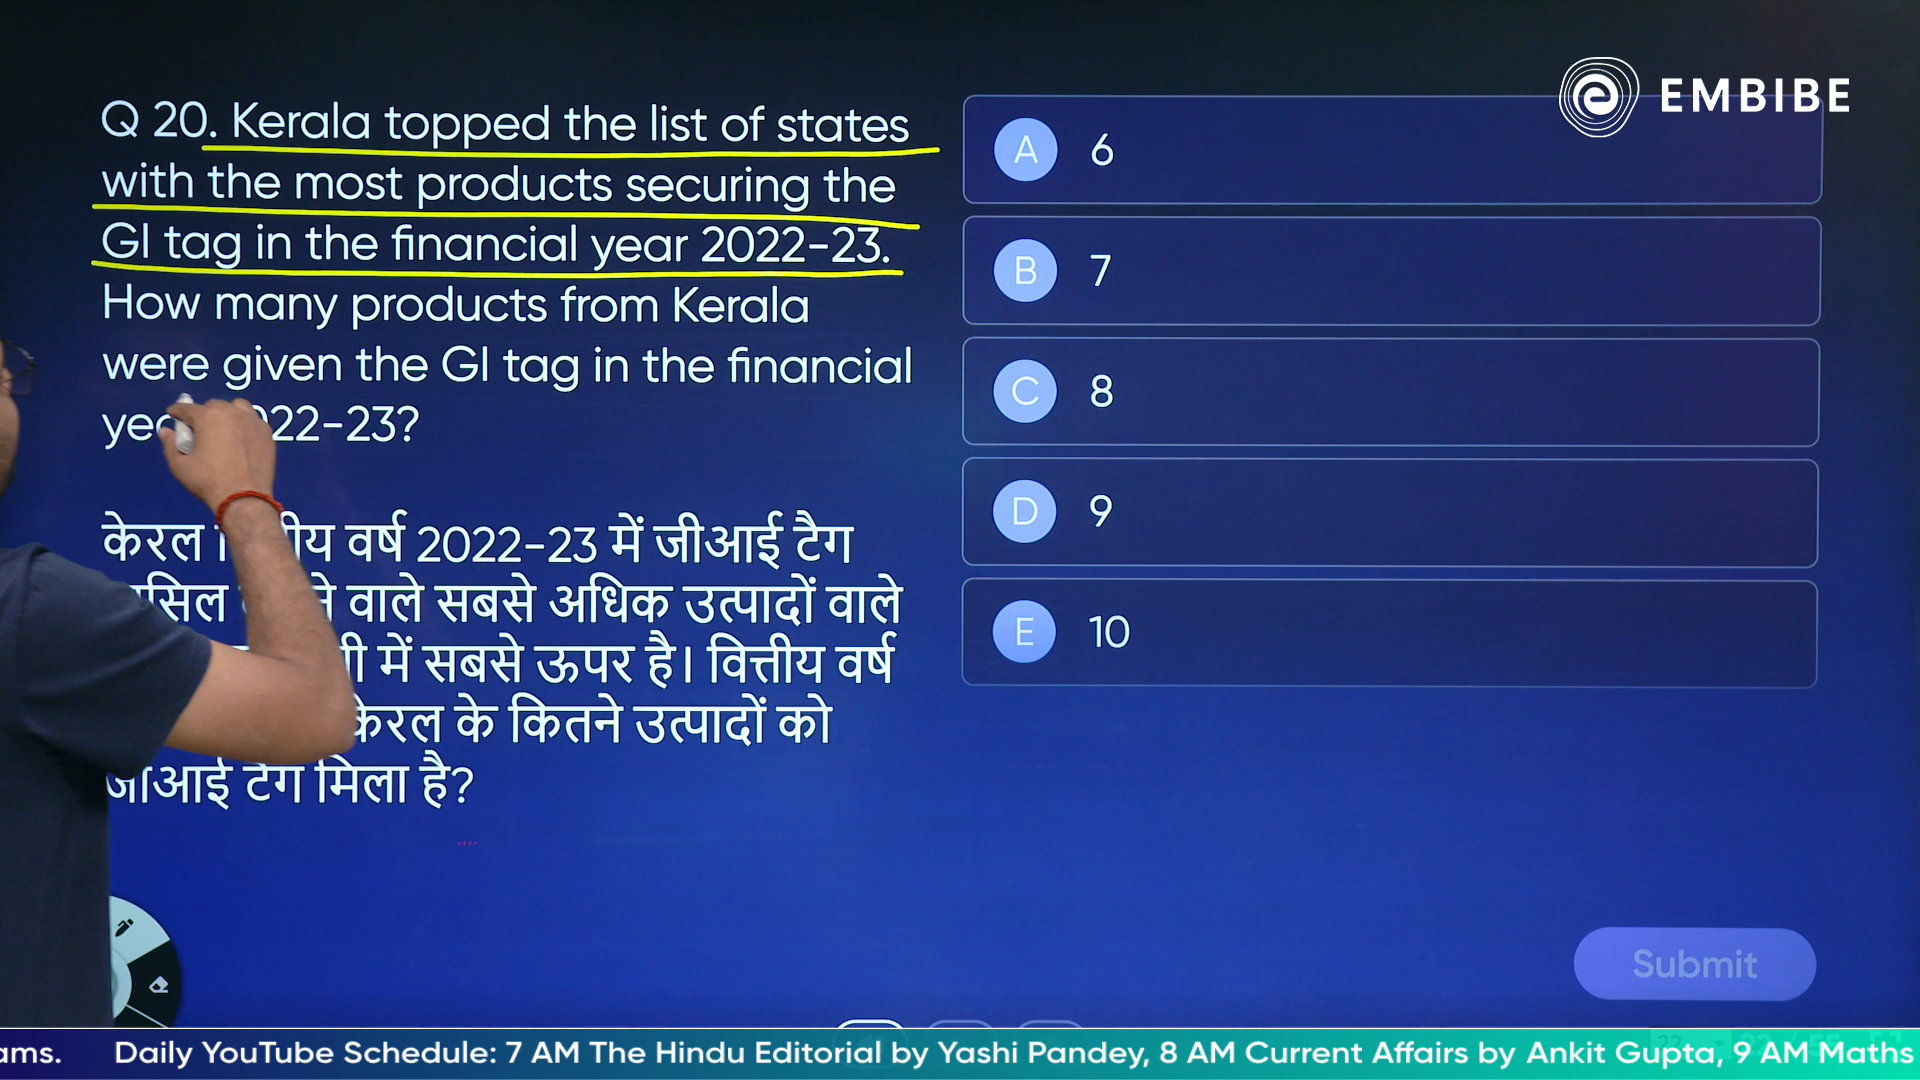 Q 20. Kerala topped the list of states
with the most products securing the
GI tag in the financial year 2022-23.
How many products from Kerala
were given the GI tag in the financial
22-23?
केरल वर्ष 2022-23 में जीआई टैग
वाले सबसे अधिक उत्पादों वाले
में सबसे ऊपर है। वित्तीय वर्ष
केरल के कितने उत्पादों को
जीआई टैग मिला है?
A 6
B 7
C 8
D 9
E 10
EMBIBE
Submit
ams. Daily YouTube Schedule: 7 AM The Hindu Editorial by Yashi Pandey, 8 AM Current Affairs by Ankit Gupta, 9 AM Maths